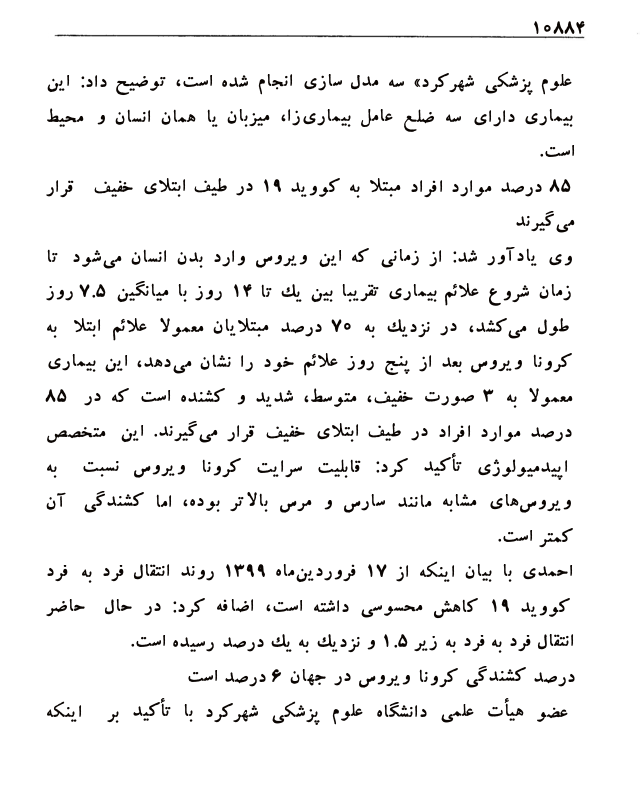 ۱۰۸۸۴
علوم پزشکی شهرکرد» سه مدل سازی انجام شده است، توضیح داد: این
بیماری دارای سه ضلع عامل بیماری‌زا، میزبان یا همان انسان و محیط
است.
۸۵ درصد موارد افراد مبتلا به کووید ۱۹ در طیف ابتلای خفیف قرار
می‌گیرند
وی یادآور شد: از زمانی که این ویروس وارد بدن انسان می‌شود تا
زمان شروع علائم بیماری تقریبا بین یك تا ۱۴ روز با میانگین ۷.۵ روز
طول می‌کشد، در نزدیك به ۷۰ درصد مبتلایان معمولا علائم ابتلا به
کرونا ویروس بعد از پنج روز علائم خود را نشان می‌دهد، این بیماری
معمولا به ۳ صورت خفیف، متوسط، شدید و کشنده است که در ۸۵
درصد موارد افراد در طیف ابتلای خفیف قرار می‌گیرند. این متخصص
اپیدمیولوژی تأکید کرد: قابلیت سرایت کرونا ویروس نسبت به
ویروس‌های مشابه مانند سارس و مرس بالاتر بوده، اما کشندگی آن
کمتر است.
احمدی با بیان اینکه از ۱۷ فروردین‌ماه ۱۳۹۹ روند انتقال فرد به فرد
کووید ۱۹ کاهش محسوسی داشته است، اضافه کرد: در حال حاضر
انتقال فرد به فرد به زیر ۱.۵ و نزدیك به یك درصد رسیده است.
درصد کشندگی کرونا ویروس در جهان ۶ درصد است
عضو هیأت علمی دانشگاه علوم پزشکی شهرکرد با تأکید بر اینکه